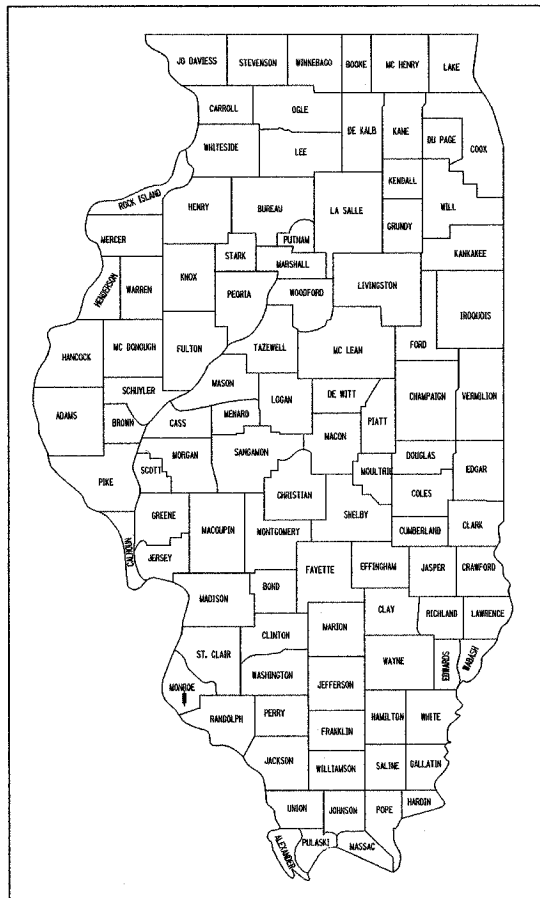 JO DAVIESS
STEVENSON
WINNEBAGO
BOONE
MC HENRY
LAKE
CARROLL
OGLE
DE KALB
KANE
DU PAGE
COOK
WHITESIDE
LEE
KENDALL
WILL
ROCK ISLAND
HENRY
BUREAU
LA SALLE
GRUNDY
PUTNAM
MERCER
STARK
MARSHALL
KANKAKEE
HENDERSON
WARREN
KNOX
PEORIA
WOODFORD
LIVINGSTON
IROQUOIS
HANCOCK
MC DONOUGH
FULTON
TAZEWELL
MC LEAN
FORD
SCHUYLER
MASON
LOGAN
DE WITT
CHAMPAIGN
VERMILION
ADAMS
BROWN
CASS
MENARD
MACON
PIATT
PIKE
SCOTT
MORGAN
SANGAMON
MOULTRIE
DOUGLAS
EDGAR
CHRISTIAN
COLES
GREENE
MACOUPIN
MONTGOMERY
SHELBY
CUMBERLAND
CLARK
CALHOUN
JERSEY
FAYETTE
EFFINGHAM
JASPER
CRAWFORD
MADISON
BOND
CLAY
RICHLAND
LAWRENCE
MARION
CLINTON
ST. CLAIR
WAYNE
EDWARDS
WABASH
WASHINGTON
JEFFERSON
MONROE
RANDOLPH
PERRY
HAMILTON
WHITE
FRANKLIN
JACKSON
WILLIAMSON
SALINE
GALLATIN
UNION
JOHNSON
POPE
HARDIN
ALEXANDER
PULASKI
MASSAC